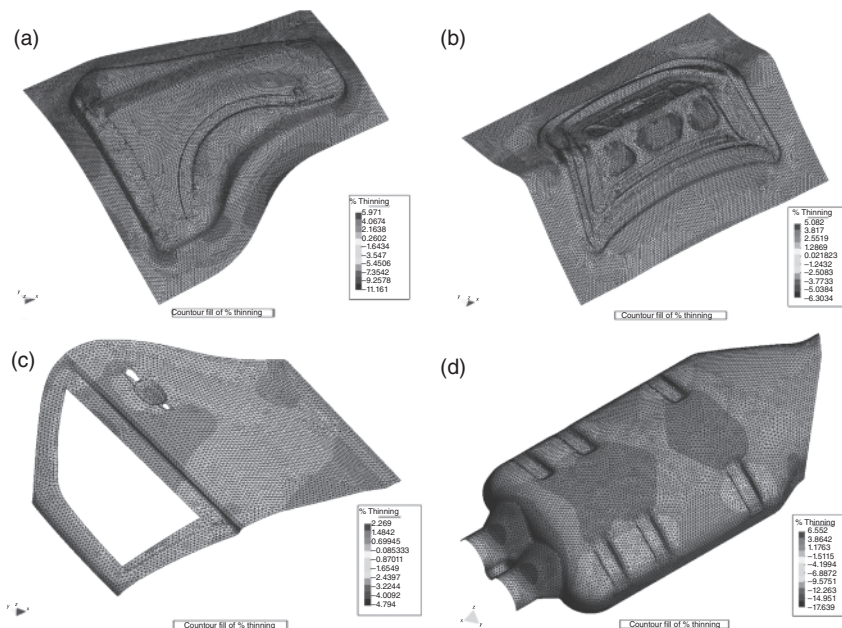 (a)
% Thinning
5.971
4.0674
2.1638
0.2602
−1.6434
−3.547
−5.4506
−7.3542
−9.2578
−11.161
y z x
Countour fill of % thinning
(b)
% Thinning
5.082
3.817
2.5519
1.2869
0.021823
−1.2432
−2.5083
−3.7733
−5.0384
−6.3034
y z x
Countour fill of % thinning
(c)
% Thinning
2.269
1.4842
0.69945
−0.085333
−0.87011
−1.6549
−2.4397
−3.2244
−4.0092
−4.794
y z x
Countour fill of % thinning
(d)
% Thinning
6.552
3.8642
1.1763
−1.5115
−4.1994
−6.8872
−9.5751
−12.263
−14.951
−17.639
z
x y
Countour fill of % thinning